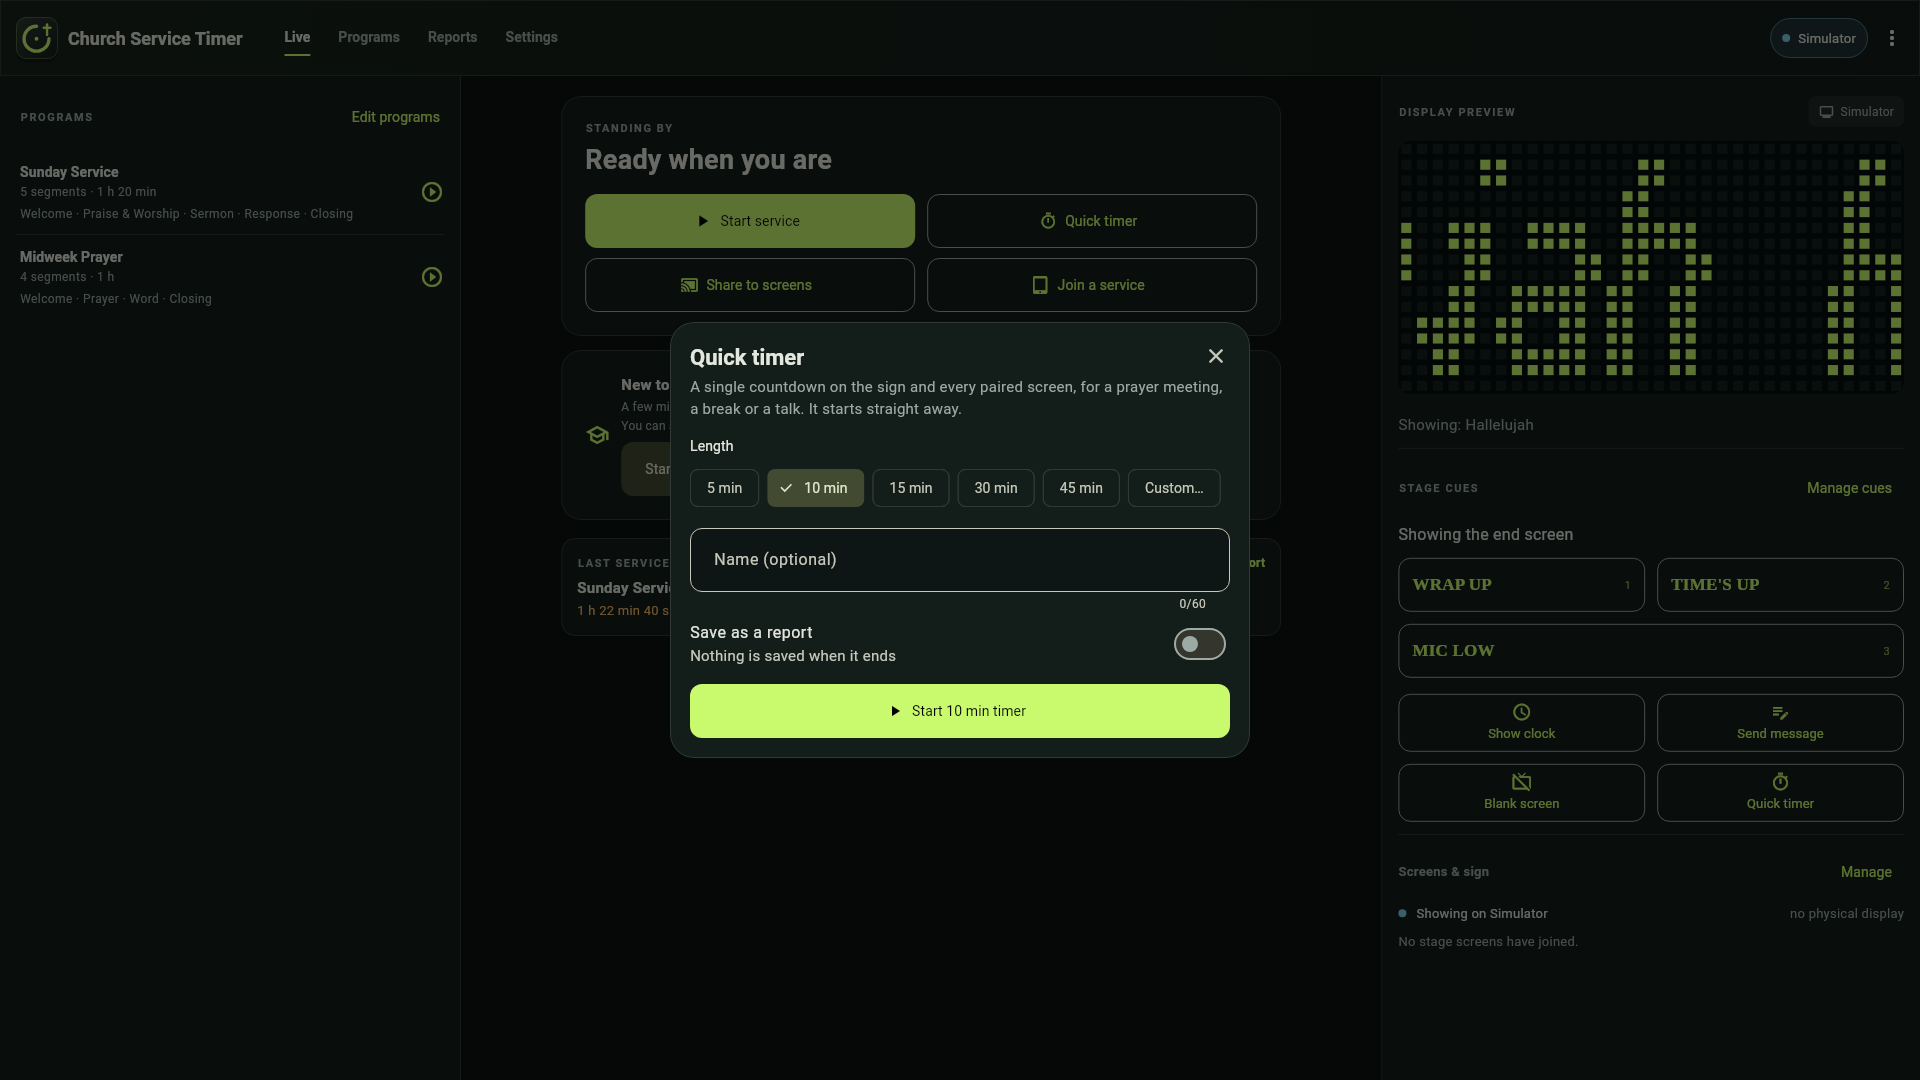 Church Service Timer
Live
Programs
Reports
Settings
Simulator
PROGRAMS
Edit programs
Sunday Service
5 segments · 1 h 20 min
Welcome · Praise & Worship · Sermon · Response · Closing
Midweek Prayer
4 segments · 1 h
Welcome · Prayer · Word · Closing
STANDING BY
Ready when you are
Start service
Quick timer
Share to screens
Join a service
New to
A few mi
You can
Star
LAST SERVICE
Sunday Servi
1 h 22 min 40 s
ort
Quick timer
A single countdown on the sign and every paired screen, for a prayer meeting,
a break or a talk. It starts straight away.
Length
5 min
10 min
15 min
30 min
45 min
Custom...
Name (optional)
0/60
Save as a report
Nothing is saved when it ends
Start 10 min timer
DISPLAY PREVIEW
Simulator
Showing: Hallelujah
STAGE CUES
Manage cues
Showing the end screen
WRAP UP
1
TIME'S UP
2
MIC LOW
3
Show clock
Send message
Blank screen
Quick timer
Screens & sign
Manage
Showing on Simulator
no physical display
No stage screens have joined.